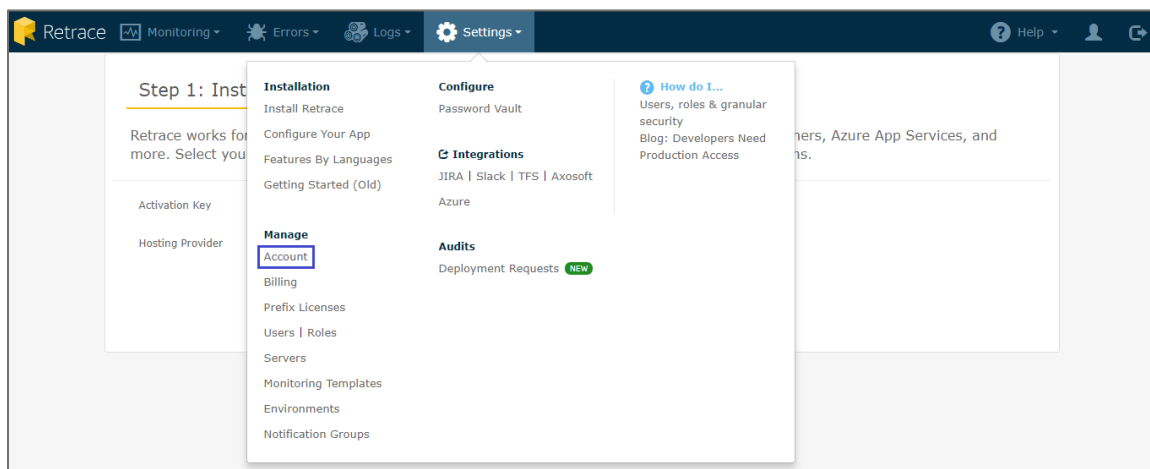 Retrace Monitoring Errors Logs Settings Help
Step 1: Inst
Retrace works for
ners, Azure App Services, and
more. Select you
ns.
Activation Key
Hosting Provider
Installation
Install Retrace
Configure Your App
Features By Languages
Getting Started (Old)
Manage
Account
Billing
Prefix Licenses
Users | Roles
Servers
Monitoring Templates
Environments
Notification Groups
Configure
Password Vault
Integrations
JIRA | Slack | TFS | Axosoft
Azure
Audits
Deployment Requests NEW
How do I...
Users, roles & granular
security
Blog: Developers Need
Production Access